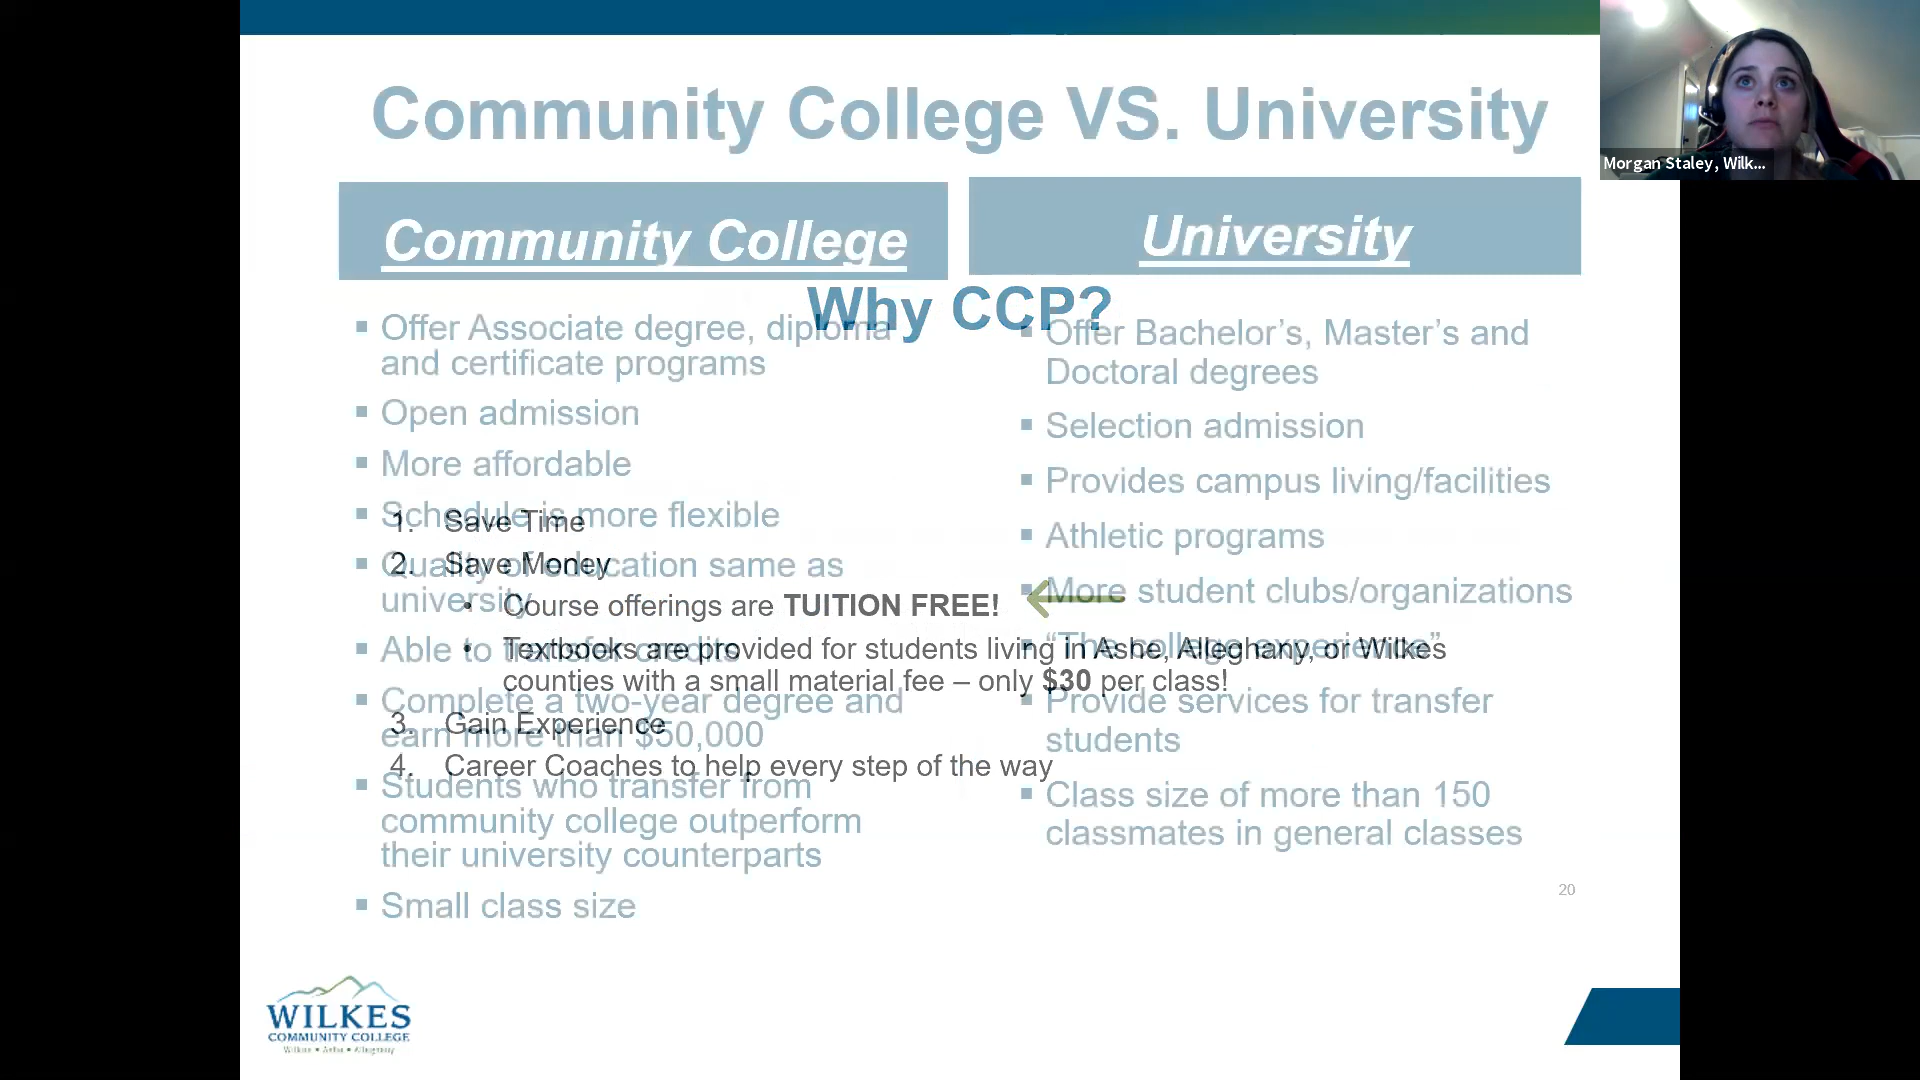 Community College VS. University
Morgan Staley, Wilk...
Community College
▪ Offer Associate degree, diploma
and certificate programs
▪ Open admission
▪ More affordable
▪ Schedule is more flexible
▪ Quality of education same as
university
▪ Able to transfer credits
▪ Complete a two-year degree and
earn more than $50,000
▪ Students who transfer from
community college outperform
their university counterparts
▪ Small class size
University
▪ Offer Bachelor’s, Master’s and
Doctoral degrees
▪ Selection admission
▪ Provides campus living/facilities
▪ Athletic programs
▪ More student clubs/organizations
▪ “The college experience”
▪ Provide services for transfer
students
▪ Class size of more than 150
classmates in general classes
Why CCP?
1. Save Time
2. Save Money
• Course offerings are TUITION FREE!
• Textbooks are provided for students living in Ashe, Alleghany, or Wilkes
counties with a small material fee – only $30 per class!
3. Gain Experience
4. Career Coaches to help every step of the way
20
WILKES
COMMUNITY COLLEGE
Wilkes • Ashe • Alleghany